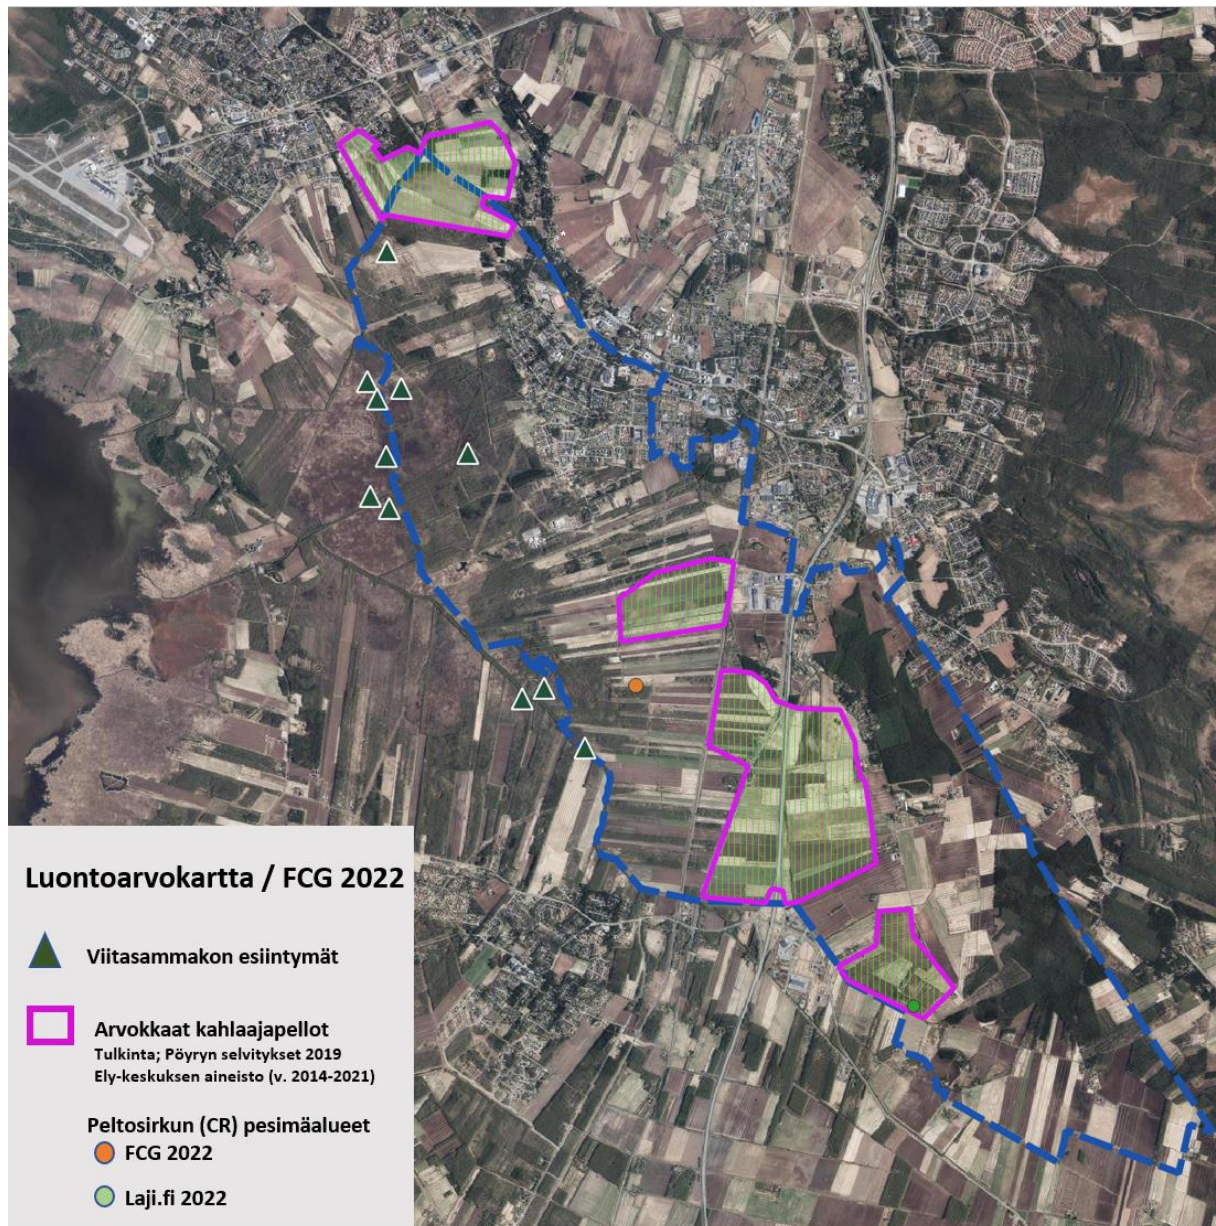 Luontoarvokartta / FCG 2022
Viitasammakon esiintymät
Arvokkaat kahlaajapellot
Tulkinta; Pöyryn selvitykset 2019
Ely-keskuksen aineisto (v. 2014-2021)
Peltosirkun (CR) pesimäalueet
FCG 2022
Laji.fi 2022